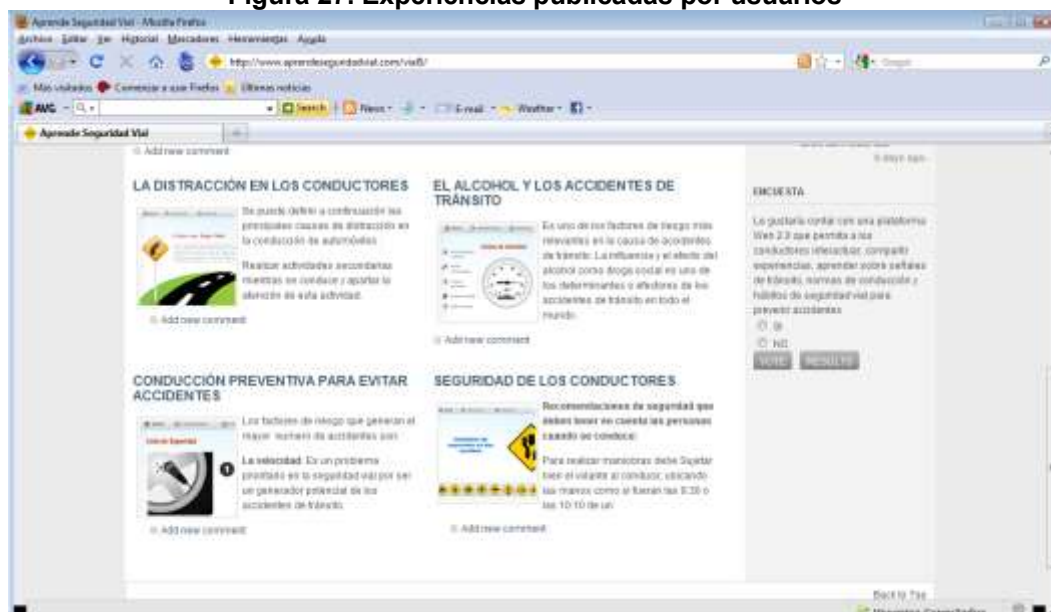 Figura 27. Experiencias publicadas por usuarios
Aprende Seguridad Vial - Mozilla Firefox
Archivo Editar Ver Historial Marcadores Herramientas Ayuda
http://www.aprendeseguridadvial.com/
Más visitados Comenzar a usar Firefox Últimas noticias
AVG Search News E-mail Weather
Aprende Seguridad Vial
Add new comment
LA DISTRACCIÓN EN LOS CONDUCTORES
Se puede definir a continuación las
principales causas de distracción en
la conducción de automóviles.
Realizar actividades secundarias
mientras se conduce y apartar la
atención de esta actividad.
Add new comment
EL ALCOHOL Y LOS ACCIDENTES DE
TRÁNSITO
Es uno de los factores de riesgo más
relevantes en la causa de accidentes
de tránsito. La influencia y el efecto del
alcohol como droga social es uno de
los determinantes o efectores de los
accidentes de tránsito en todo el
mundo.
Add new comment
CONDUCCIÓN PREVENTIVA PARA EVITAR
ACCIDENTES
Los factores de riesgo que generan el
mayor numero de accidentes son:
La velocidad: Es un problema
prioritario en la seguridad vial por ser
un generador potencial de los
accidentes de tránsito.
Add new comment
SEGURIDAD DE LOS CONDUCTORES
Recomendaciones de seguridad que
deben tener en cuenta las personas
cuando se conduce:
Para realizar maniobras debe Sujetar
bien el volante al conducir, ubicando
las manos como si fueran las 9:30 o
las 10:10 de un
Add new comment
6 days ago
ENCUESTA
Le gustaría contar con una plataforma
Web 2.0 que permita a los
conductores interactuar, compartir
experiencias, aprender sobre señales
de tránsito, normas de conducción y
hábitos de seguridad vial para
prevenir accidentes
SI
NO
VOTE RESULTS
Back to Top